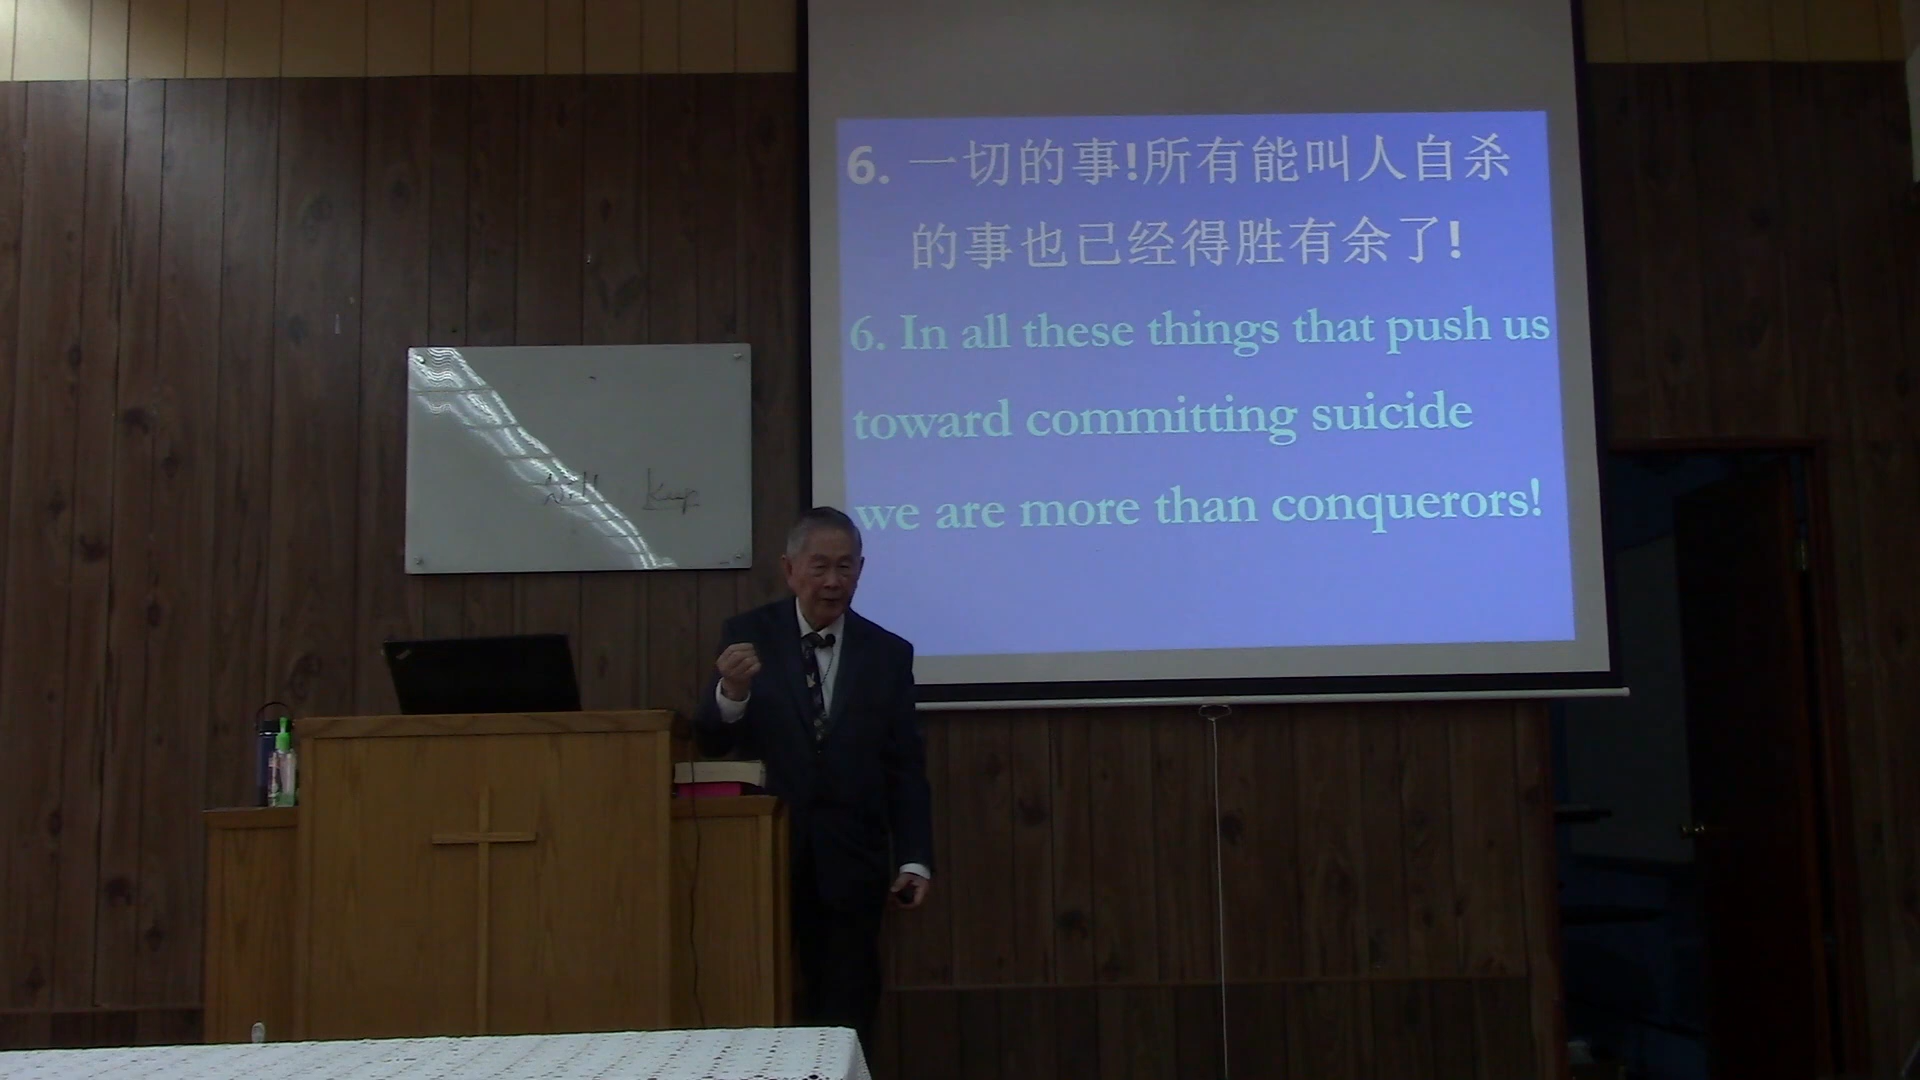 6. 一切的事!所有能叫人自杀
的事也已经得胜有余了!
6. In all these things that push us
toward committing suicide
we are more than conquerors!
Keep